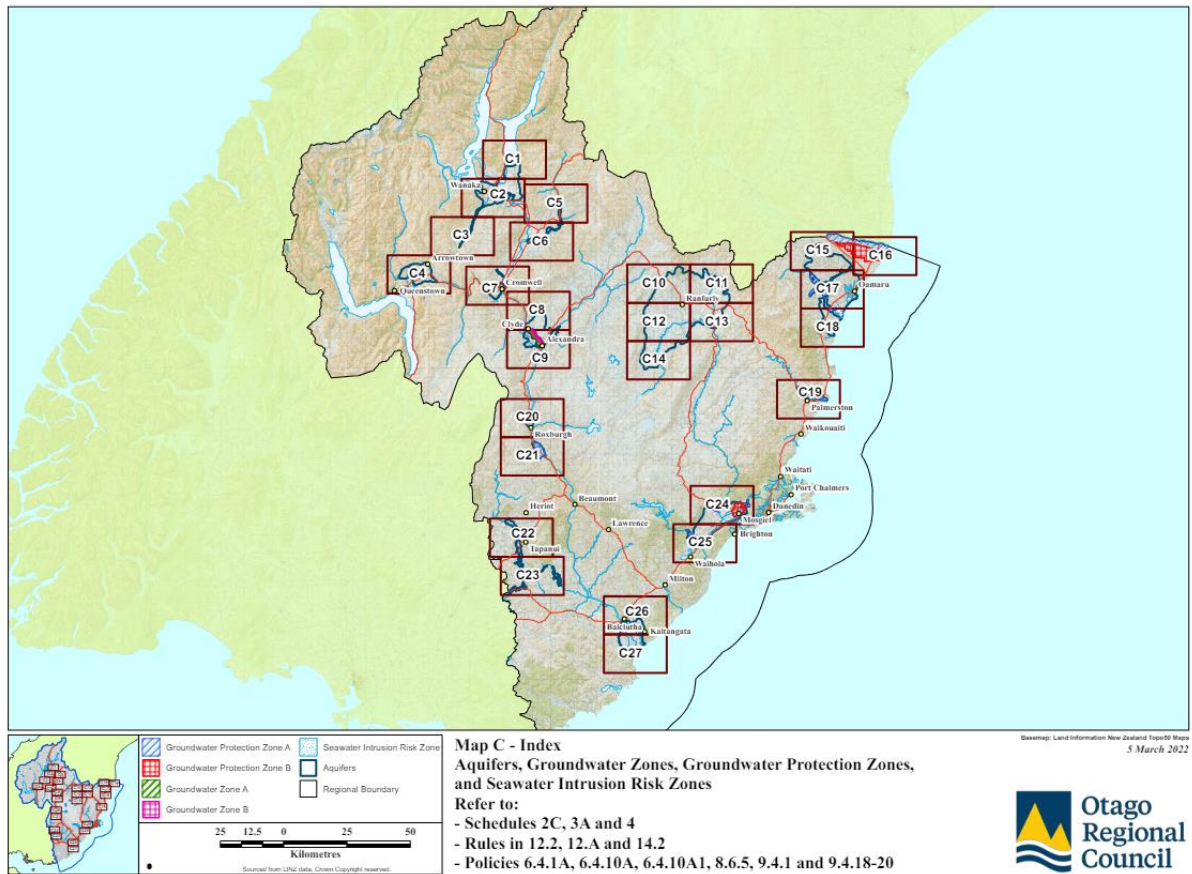 C1
Wanaka
C2
C5
C3
C6
Arrowtown
C4
Queenstown
C7
Cromwell
C8
Clyde
Alexandra
C9
C10
C11
Ranfurly
C12
C13
C14
C15
C16
C17
Oamaru
C18
C19
Palmerston
Waikouaiti
C20
Roxburgh
C21
Waitati
Port Chalmers
Beaumont
Heriot
C24
Dunedin
Mosgiel
Lawrence
C22
Tapanui
C25
Brighton
Waihola
C23
Milton
C26
Balclutha
Kaitangata
C27
Groundwater Protection Zone A
Groundwater Protection Zone B
Groundwater Zone A
Groundwater Zone B
Seawater Intrusion Risk Zone
Aquifers
Regional Boundary
25 12.5 0 25 50
Kilometres
Sourced from LINZ data, Crown Copyright reserved.
Map C - Index
Aquifers, Groundwater Zones, Groundwater Protection Zones,
and Seawater Intrusion Risk Zones
Refer to:
- Schedules 2C, 3A and 4
- Rules in 12.2, 12.A and 14.2
- Policies 6.4.1A, 6.4.10A, 6.4.10A1, 8.6.5, 9.4.1 and 9.4.18-20
Basemap: Land Information New Zealand Topo50 Maps
5 March 2022
Otago
Regional
Council